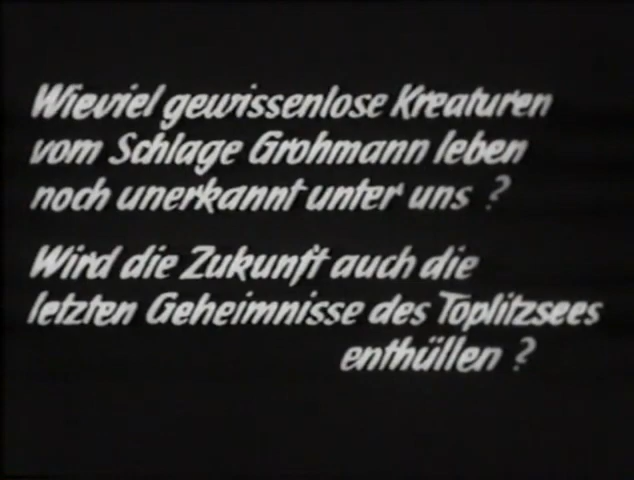 Wieviel gewissenlose Kreaturen
vom Schlage Grohmann leben
noch unerkannt unter uns ?
Wird die Zukunft auch die
letzten Geheimnisse des Toplitzsees
enthüllen ?